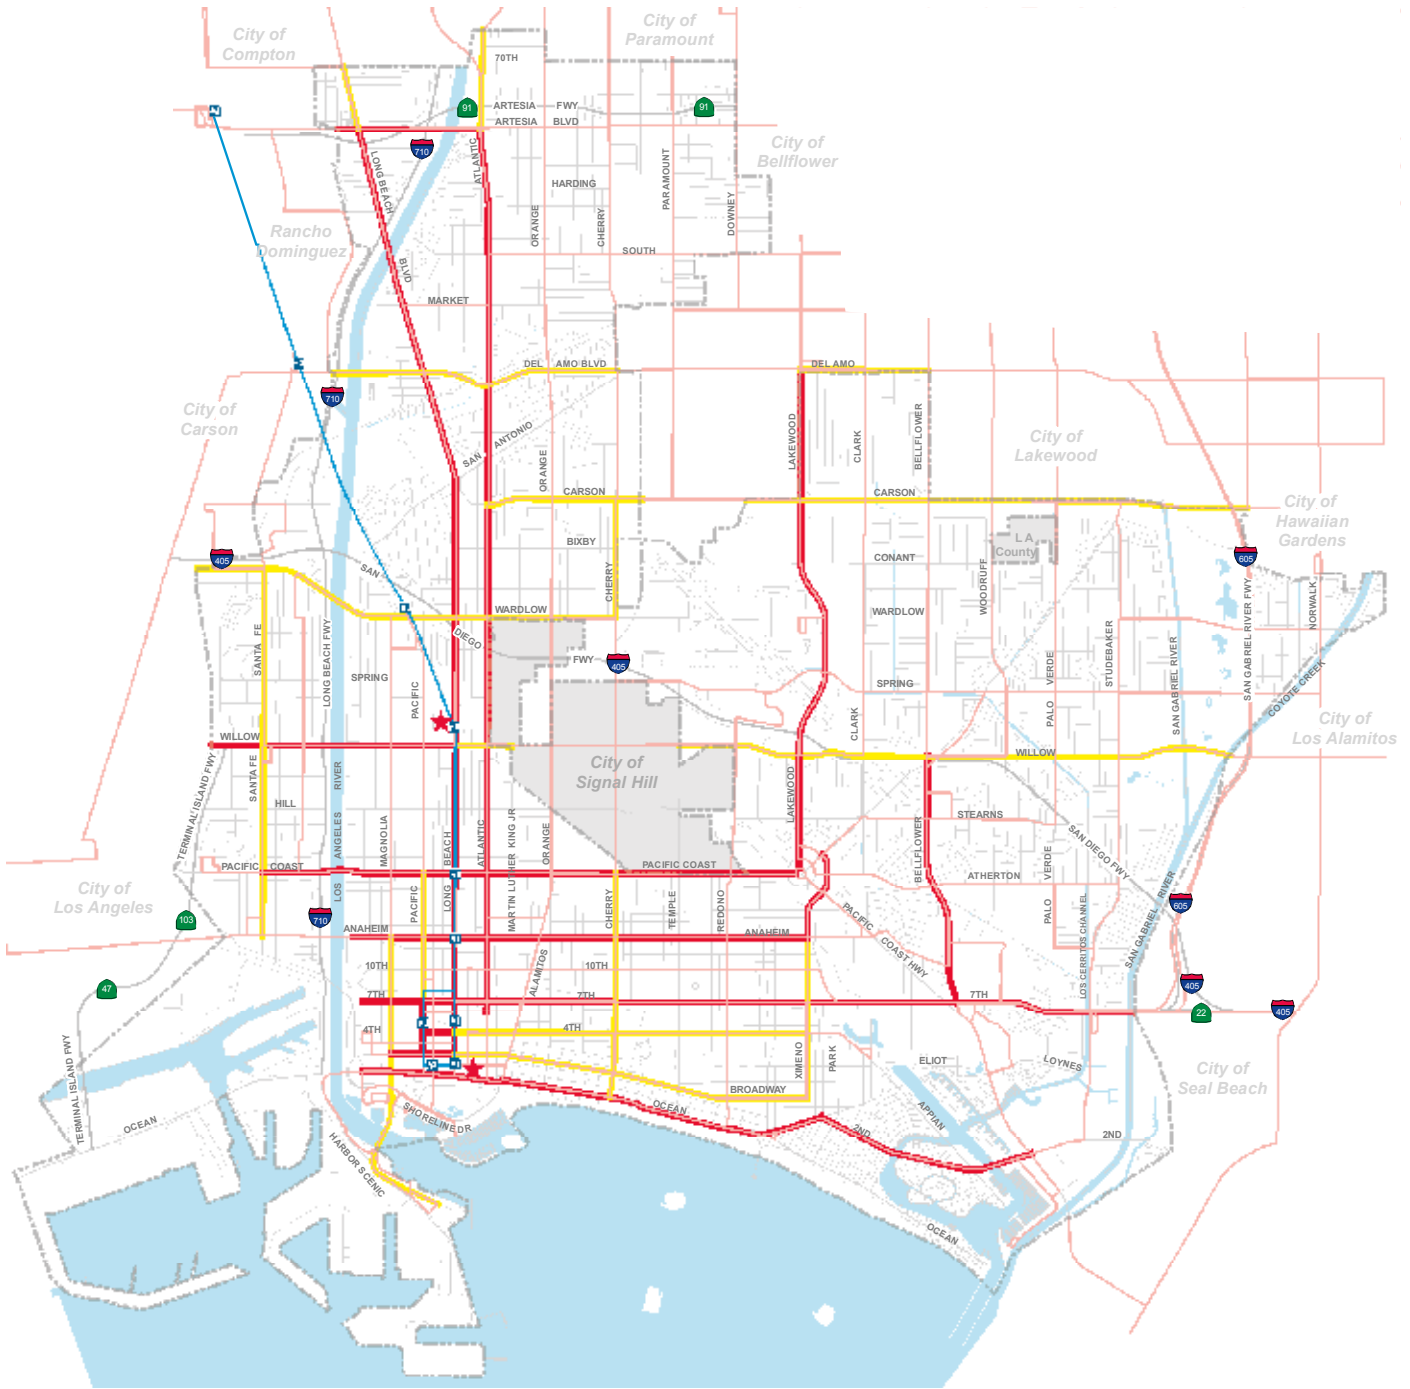 City of
Compton
City of
Paramount
70TH
91
ARTESIA FWY
91
ARTESIA BLVD
710
City of
Bellflower
LONG BEACH
BLVD
ATLANTIC
HARDING
PARAMOUNT
ORANGE
CHERRY
DOWNEY
Rancho
Dominguez
SOUTH
MARKET
DEL AMO BLVD
DEL AMO
710
City of
Carson
SAN ANTONIO
ORANGE
LAKEWOOD
CLARK
BELLFLOWER
City of
Lakewood
CARSON
CARSON
City of
Hawaiian
Gardens
BIXBY
L A
County
405
SAN
DIEGO
FWY
CONANT
605
CHERRY
WOODRUFF
WARDLOW
WARDLOW
NORWALK
SANTA FE
LONG BEACH FWY
405
STUDEBAKER
SAN GABRIEL RIVER
SAN GABRIEL RIVER FWY
COYOTE CREEK
SPRING
PACIFIC
SPRING
PALO VERDE
CLARK
City of
Los Alamitos
WILLOW
WILLOW
City of
Signal Hill
TERMINAL ISLAND FWY
SANTA FE
LOS ANGELES RIVER
HILL
MAGNOLIA
LONG BEACH
ATLANTIC
MARTIN LUTHER KING JR
ORANGE
LAKEWOOD
BELLFLOWER
STEARNS
SAN DIEGO FWY
PACIFIC COAST
PACIFIC COAST
ATHERTON
PALO VERDE
City of
Los Angeles
103
710
PACIFIC
CHERRY
TEMPLE
REDONO
PACIFIC COAST HWY
LOS CERRITOS CHANNEL
SAN GABRIEL RIVER
605
ANAHEIM
ANAHEIM
10TH
10TH
ALAMITOS
47
7TH
7TH
7TH
405
22
405
4TH
4TH
TERMINAL ISLAND FWY
XIMENO
PARK
ELIOT
LOYNES
City of
Seal Beach
BROADWAY
OCEAN
OCEAN
SHORELINE DR
APPIAN
2ND
2ND
HARBOR SCENIC
OCEAN